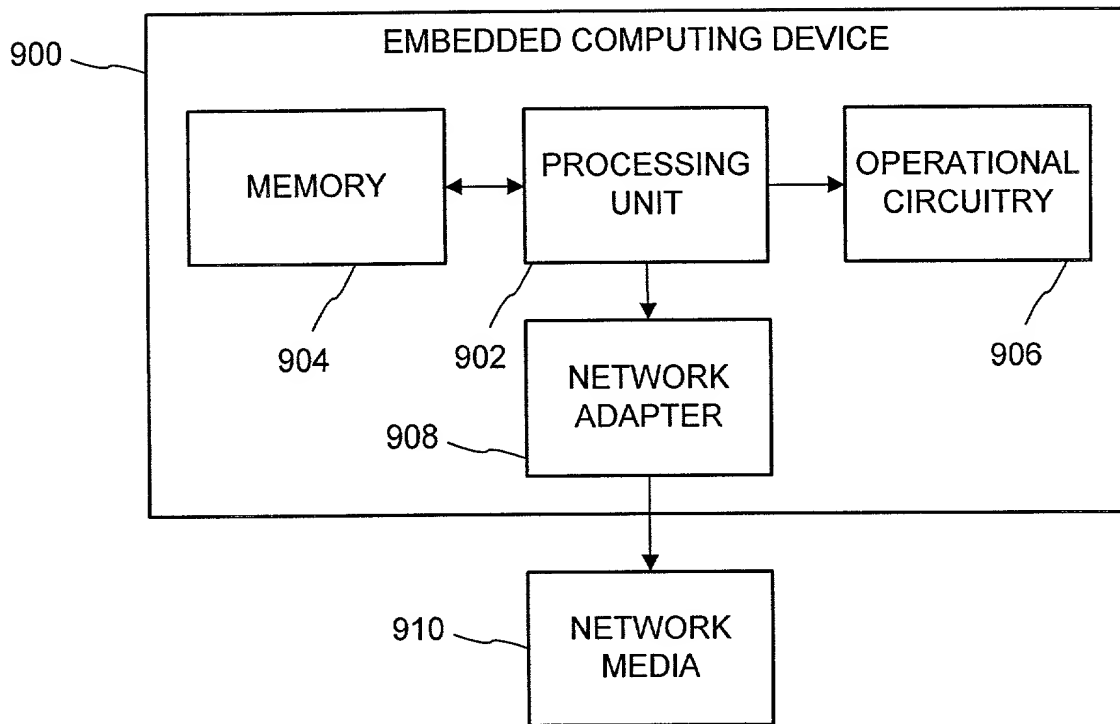 EMBEDDED COMPUTING DEVICE
900
MEMORY
PROCESSING
UNIT
OPERATIONAL
CIRCUITRY
904
902
906
NETWORK
ADAPTER
908
910
NETWORK
MEDIA